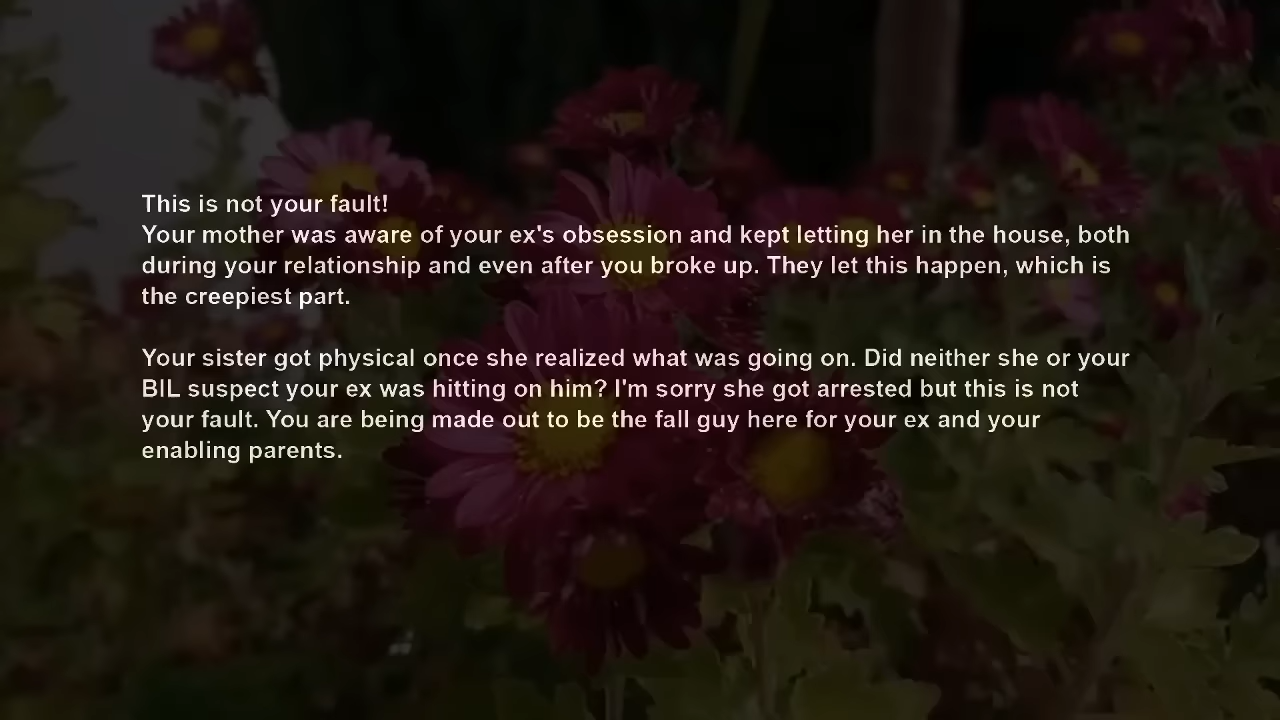 This is not your fault!
Your mother was aware of your ex's obsession and kept letting her in the house, both
during your relationship and even after you broke up. They let this happen, which is
the creepiest part.
Your sister got physical once she realized what was going on. Did neither she or your
BIL suspect your ex was hitting on him? I'm sorry she got arrested but this is not
your fault. You are being made out to be the fall guy here for your ex and your
enabling parents.